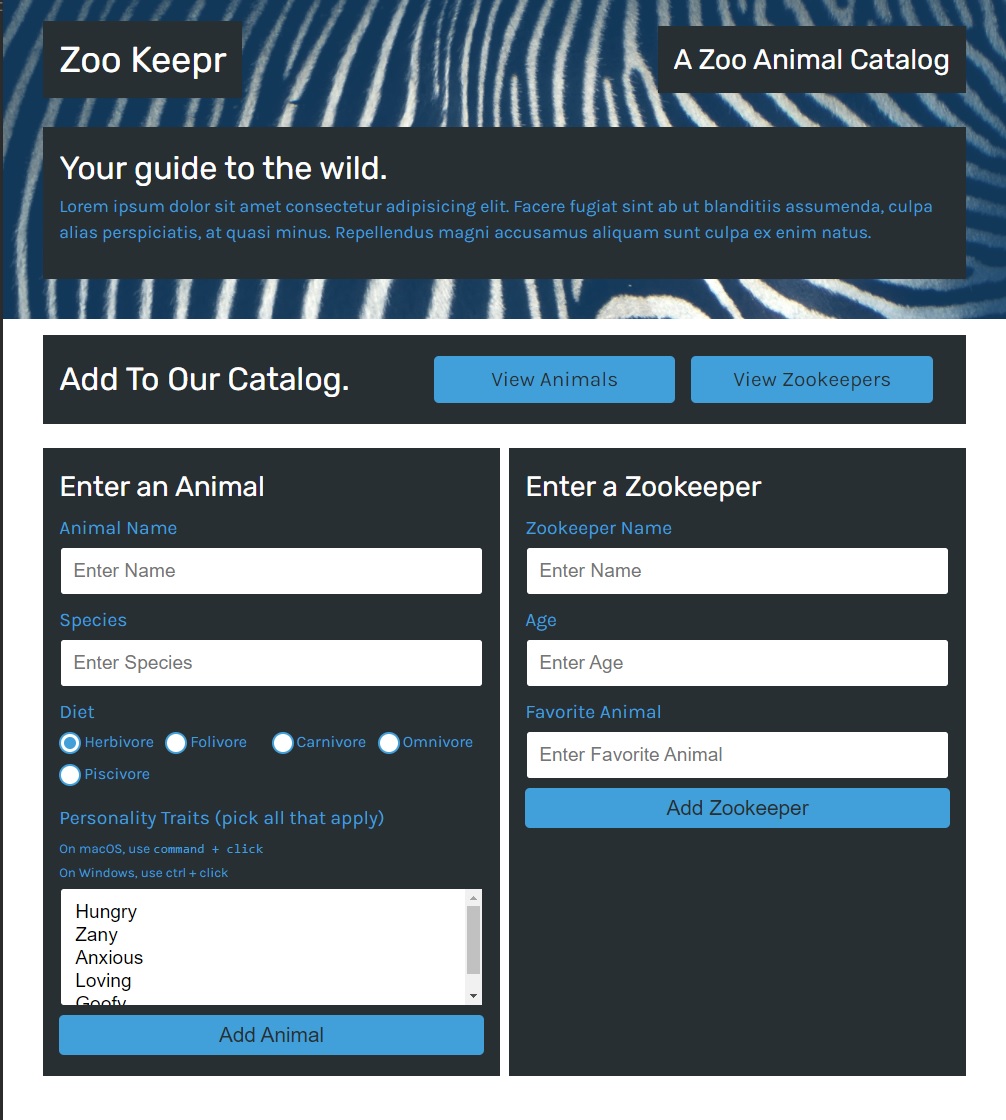 Zoo Keepr
A Zoo Animal Catalog
Your guide to the wild.
Lorem ipsum dolor sit amet consectetur adipisicing elit. Facere fugiat sint ab ut blanditiis assumenda, culpa
alias perspiciatis, at quasi minus. Repellendus magni accusamus aliquam sunt culpa ex enim natus.
Add To Our Catalog.
View Animals
View Zookeepers
Enter an Animal
Animal Name
Enter Name
Species
Enter Species
Diet
Herbivore Folivore Carnivore Omnivore
Piscivore
Personality Traits (pick all that apply)
On macOS, use command + click
On Windows, use ctrl + click
Hungry
Zany
Anxious
Loving
Goofy
Add Animal
Enter a Zookeeper
Zookeeper Name
Enter Name
Age
Enter Age
Favorite Animal
Enter Favorite Animal
Add Zookeeper